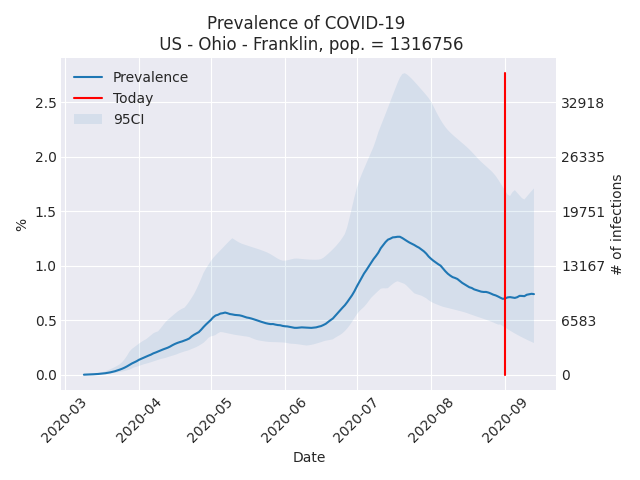 Prevalence of COVID-19
US - Ohio - Franklin, pop. = 1316756
Prevalence
Today
95CI
2.5
2.0
1.5
1.0
0.5
0.0
%
32918
26335
19751
13167
6583
0
# of infections
2020-03
2020-04
2020-05
2020-06
2020-07
2020-08
2020-09
Date